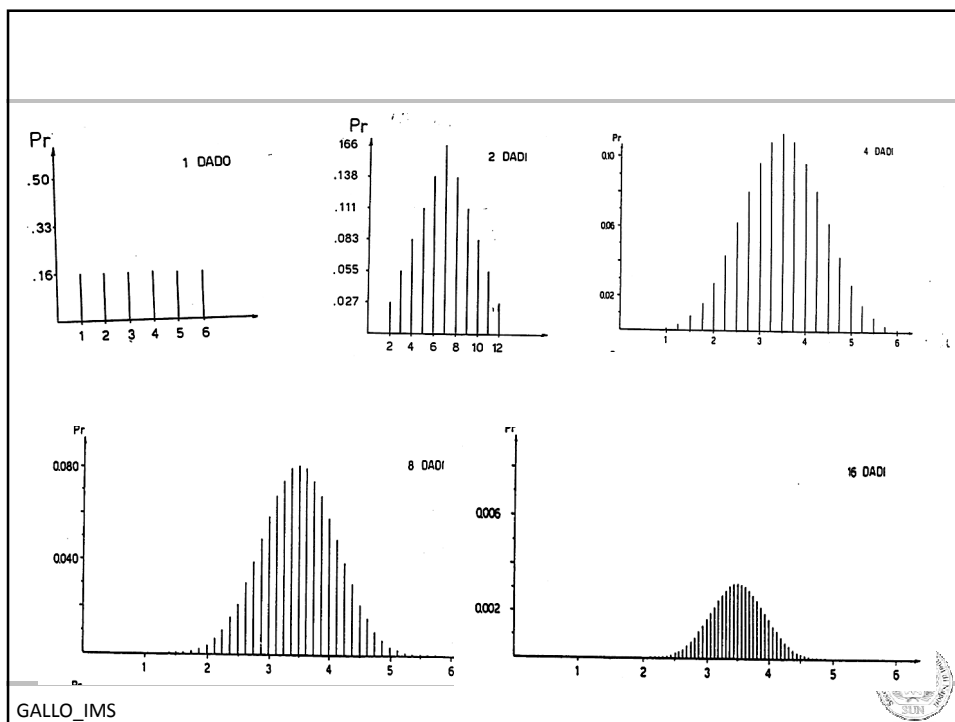 Pr
1 DADO
.50
.33
.16
1 2 3 4 5 6
Pr
2 DADI
.166
.138
.111
.083
.055
.027
2 4 6 8 10 12
Pr
4 DADI
0.10
0.06
0.02
1 2 3 4 5 6
Pr
8 DADI
0.080
0.040
1 2 3 4 5 6
Pr
16 DADI
0.006
0.002
1 2 3 4 5 6
GALLO_IMS
SUN